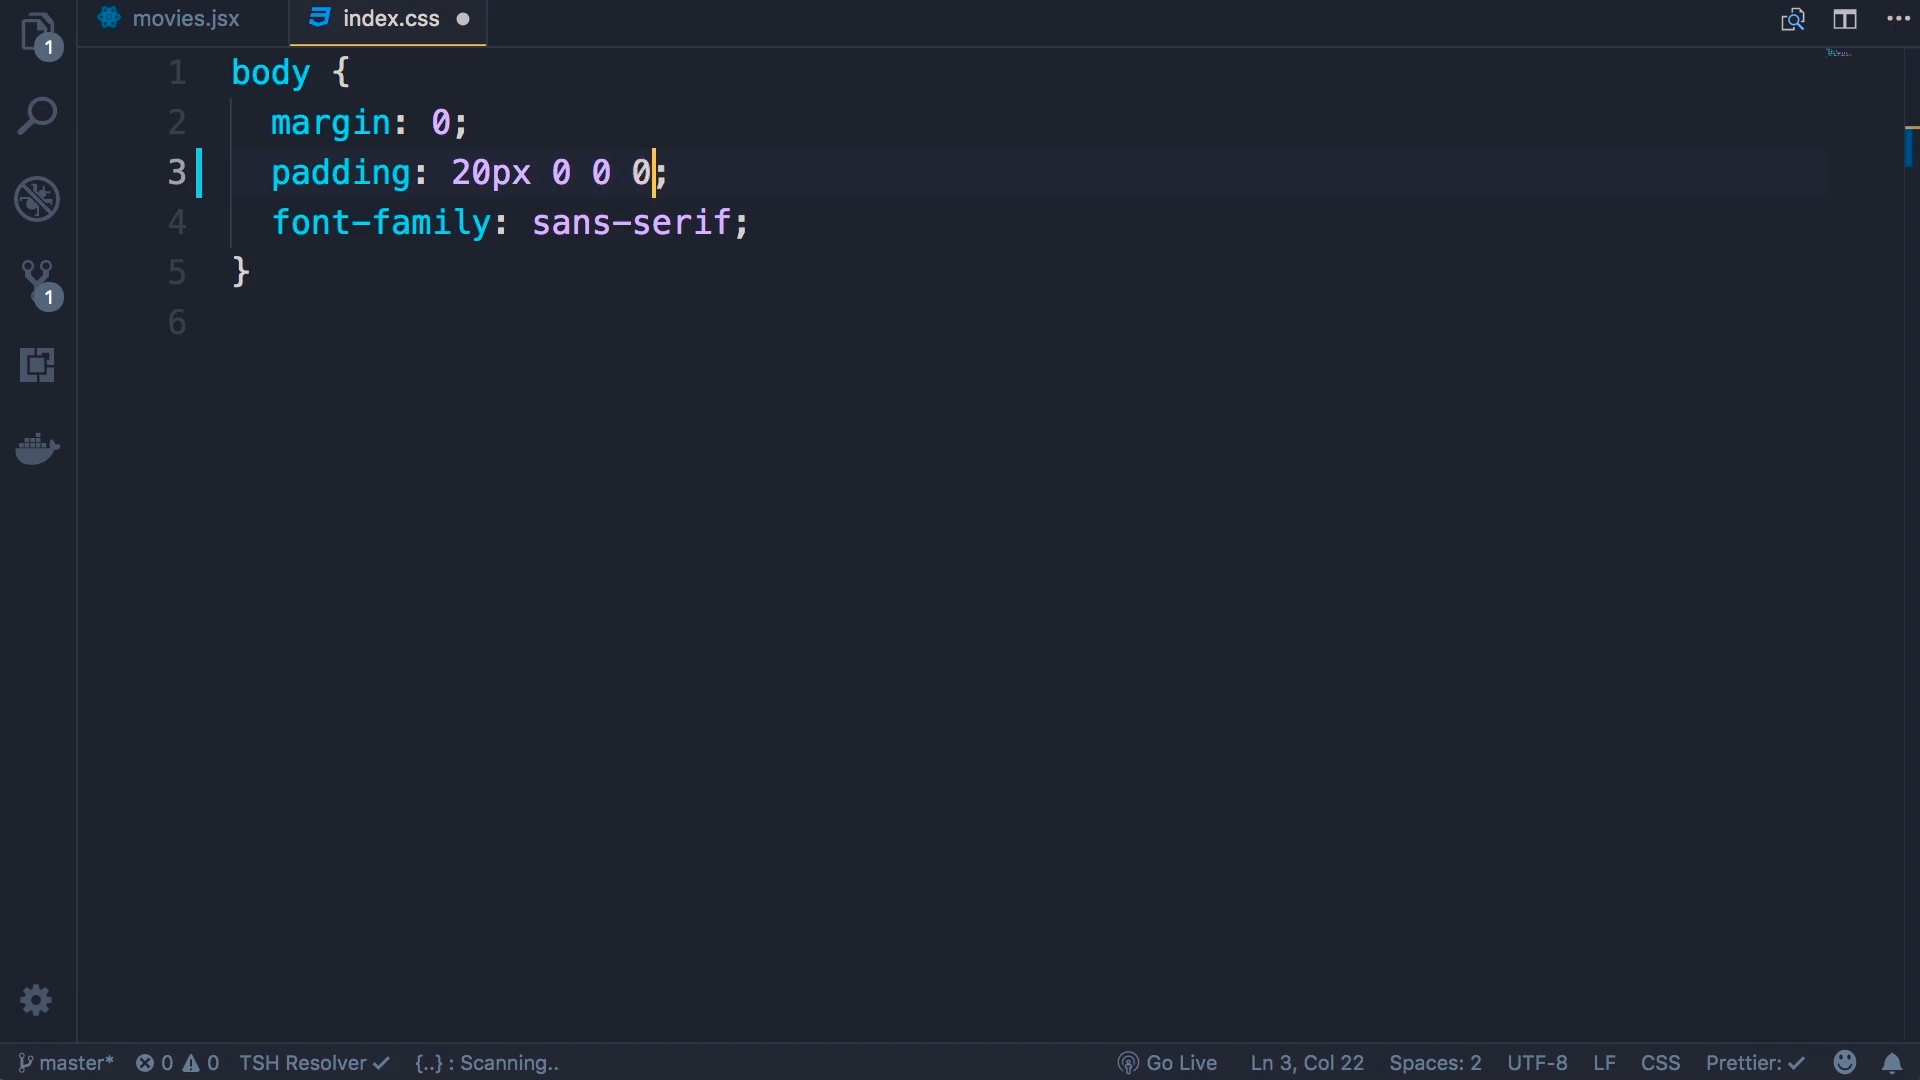 movies.jsx
index.css
1
1
1 body {
2 margin: 0;
3 padding: 20px 0 0 0;
4 font-family: sans-serif;
5 }
6
master* 0 0 TSH Resolver {..} : Scanning.. Go Live Ln 3, Col 22 Spaces: 2 UTF-8 LF CSS Prettier: